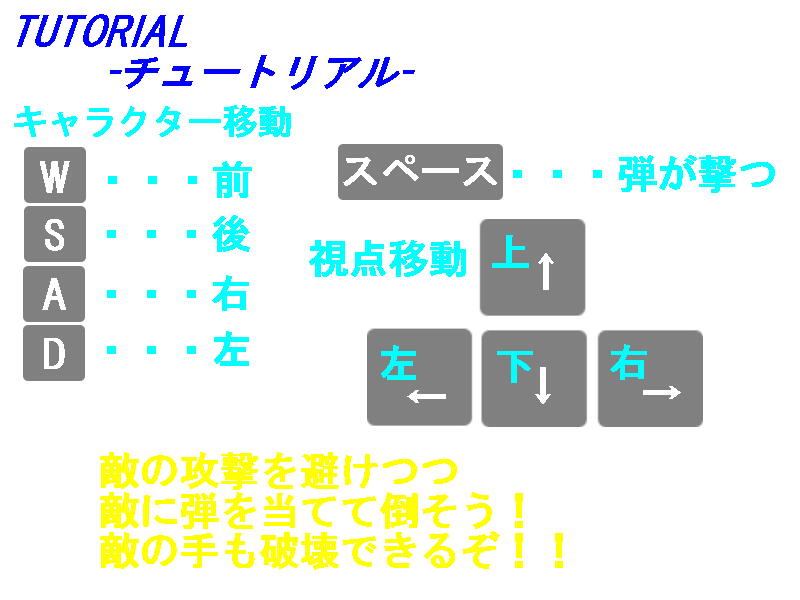 TUTORIAL
-チュートリアル-
キャラクター移動
W・・・前
S・・・後
A・・・右
D・・・左
スペース・・・弾が撃つ
視点移動
上↑
左← 下↓ 右→
敵の攻撃を避けつつ
敵に弾を当てて倒そう！
敵の手も破壊できるぞ！！